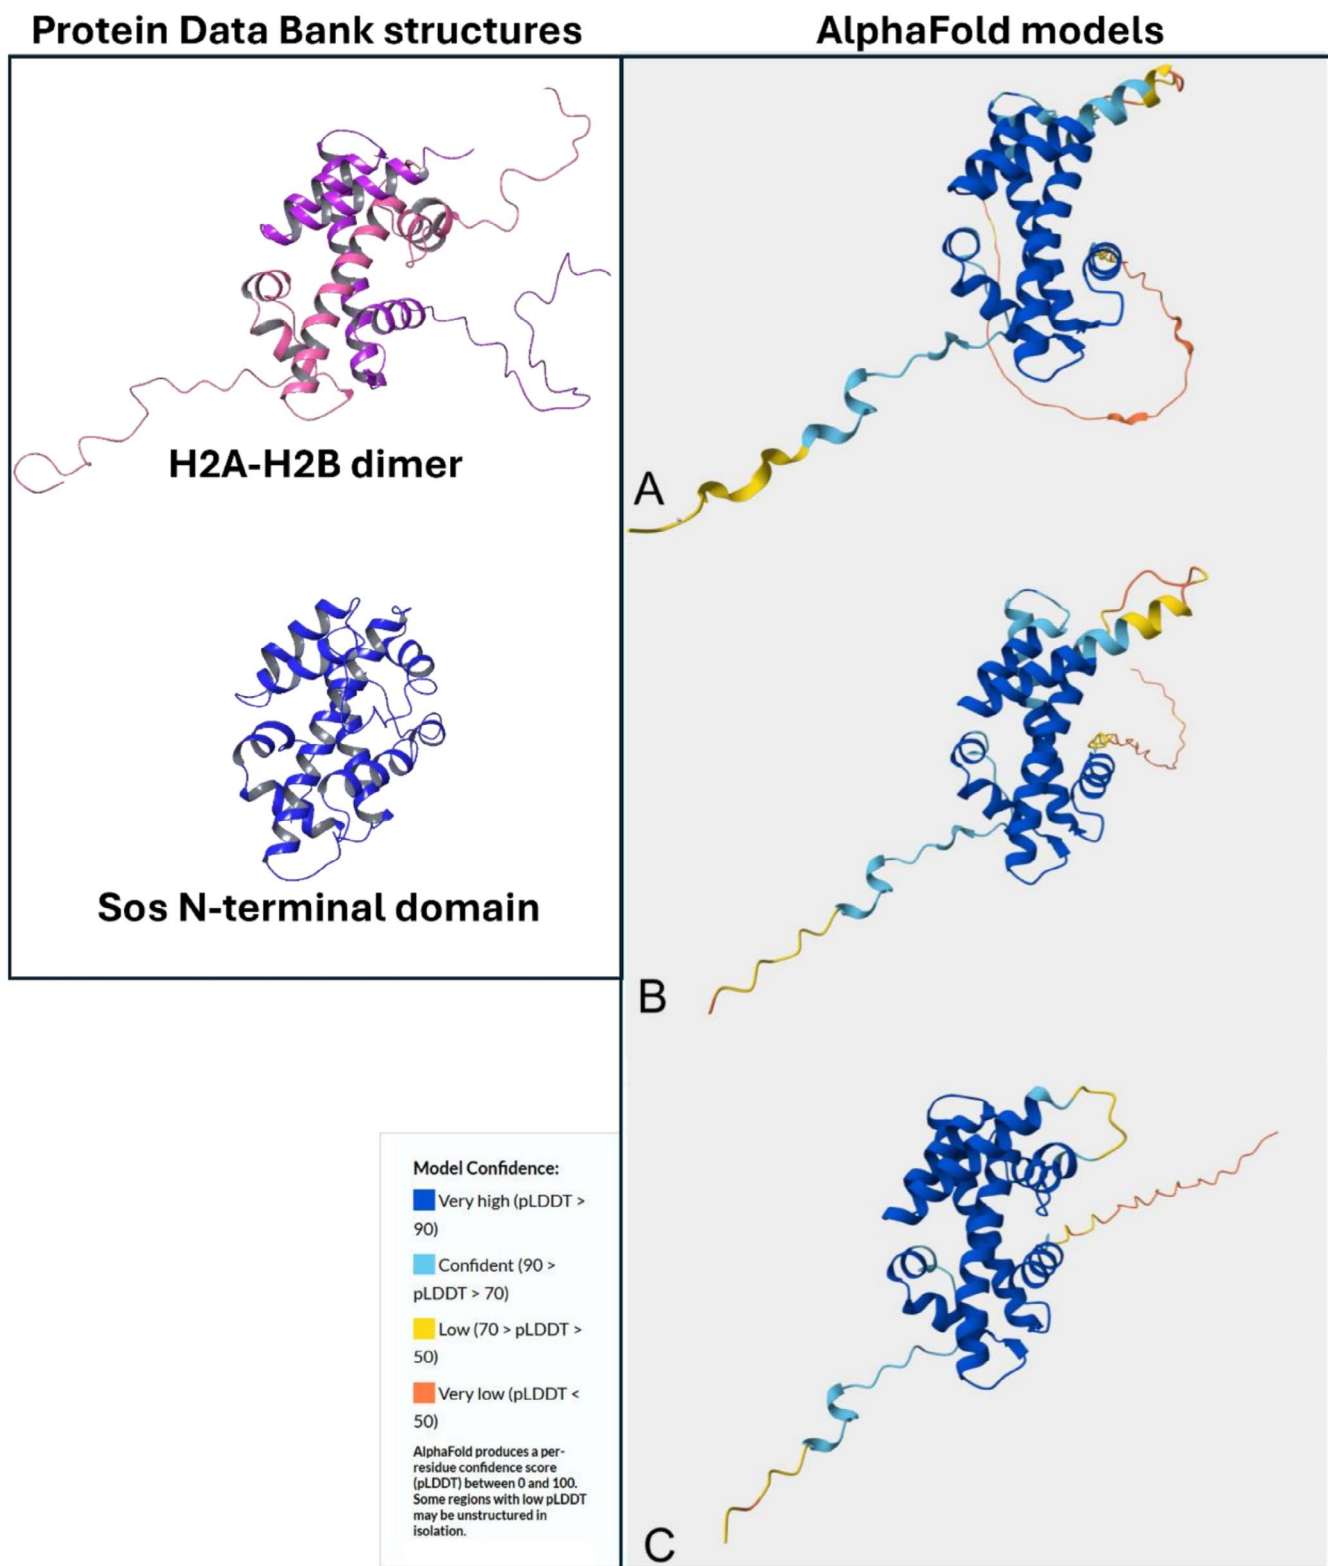 Protein Data Bank structures
AlphaFold models
H2A-H2B dimer
A
Sos N-terminal domain
B
Model Confidence:
Very high (pLDDT >
90)
Confident (90 >
pLDDT > 70)
Low (70 > pLDDT >
50)
Very low (pLDDT <
50)
AlphaFold produces a per-
residue confidence score
(pLDDT) between 0 and 100.
Some regions with low pLDDT
may be unstructured in
isolation.
C